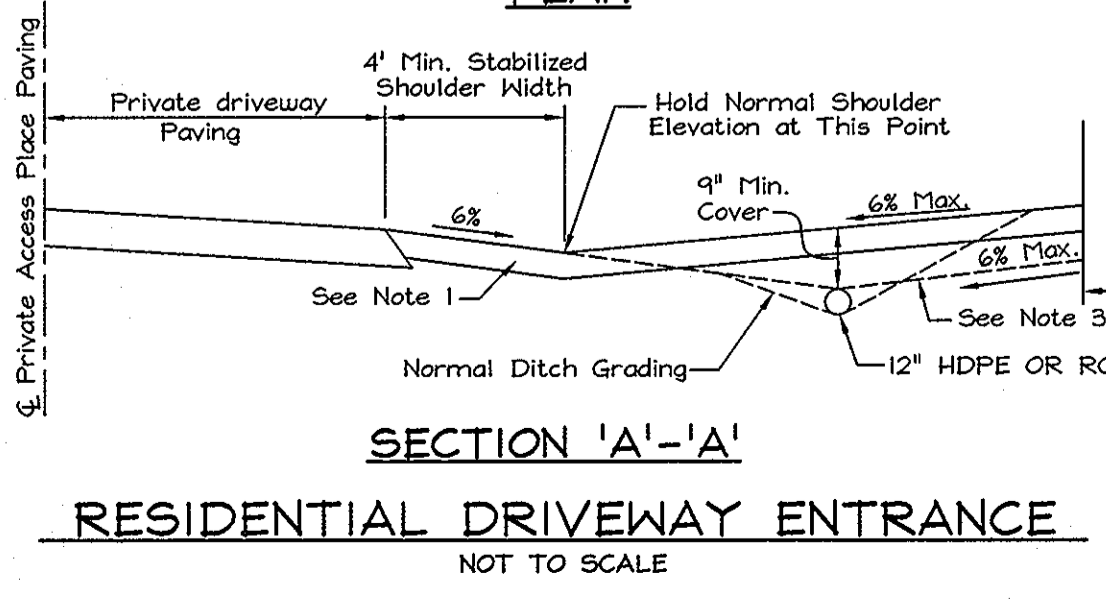 4' Min. Stabilized
Shoulder Width
Private driveway
Paving
Hold Normal Shoulder
Elevation at This Point
9" Min.
Cover
6%
6% Max.
6% Max.
See Note 1
See Note 3
Normal Ditch Grading
12" HDPE OR
℄ Private Access Place Paving
SECTION 'A'-'A'
RESIDENTIAL DRIVEWAY ENTRANCE
NOT TO SCALE